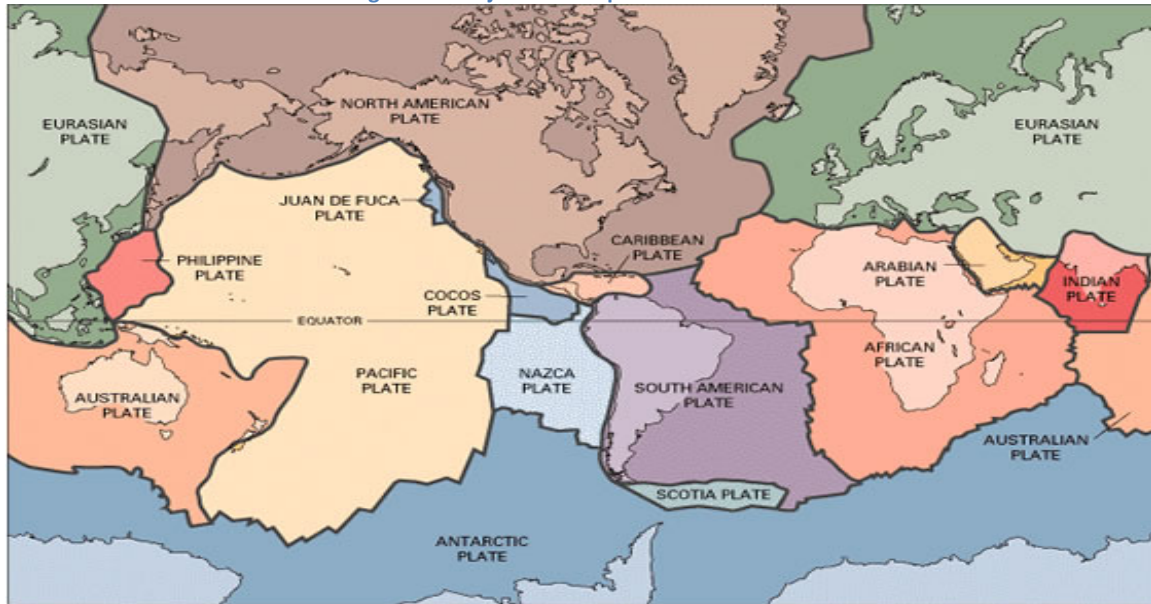 NORTH AMERICAN
PLATE
EURASIAN
PLATE
EURASIAN
PLATE
JUAN DE FUCA
PLATE
CARIBBEAN
PLATE
PHILIPPINE
PLATE
ARABIAN
PLATE
INDIAN
PLATE
COCOS
PLATE
EQUATOR
AFRICAN
PLATE
PACIFIC
PLATE
NAZCA
PLATE
SOUTH AMERICAN
PLATE
AUSTRALIAN
PLATE
AUSTRALIAN
PLATE
SCOTIA PLATE
ANTARCTIC
PLATE